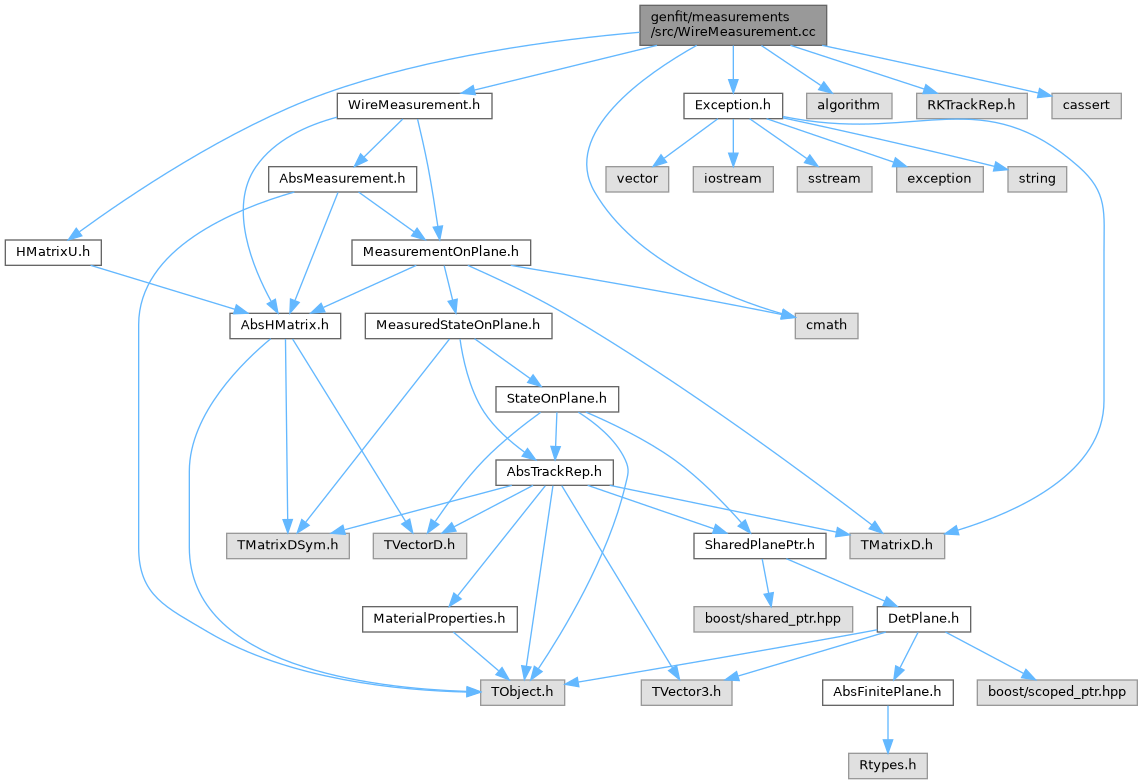 genfit/measurements
/src/WireMeasurement.cc
WireMeasurement.h
Exception.h
algorithm
RKTrackRep.h
cassert
AbsMeasurement.h
vector
iostream
sstream
exception
string
HMatrixU.h
MeasurementOnPlane.h
AbsHMatrix.h
MeasuredStateOnPlane.h
cmath
StateOnPlane.h
AbsTrackRep.h
TMatrixDSym.h
TVectorD.h
SharedPlanePtr.h
TMatrixD.h
MaterialProperties.h
boost/shared_ptr.hpp
DetPlane.h
TObject.h
TVector3.h
AbsFinitePlane.h
boost/scoped_ptr.hpp
Rtypes.h